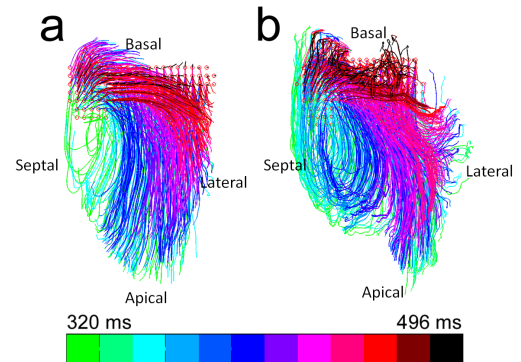 a
Basal
Septal
Lateral
Apical
b
Basal
Septal
Lateral
Apical
320 ms
496 ms